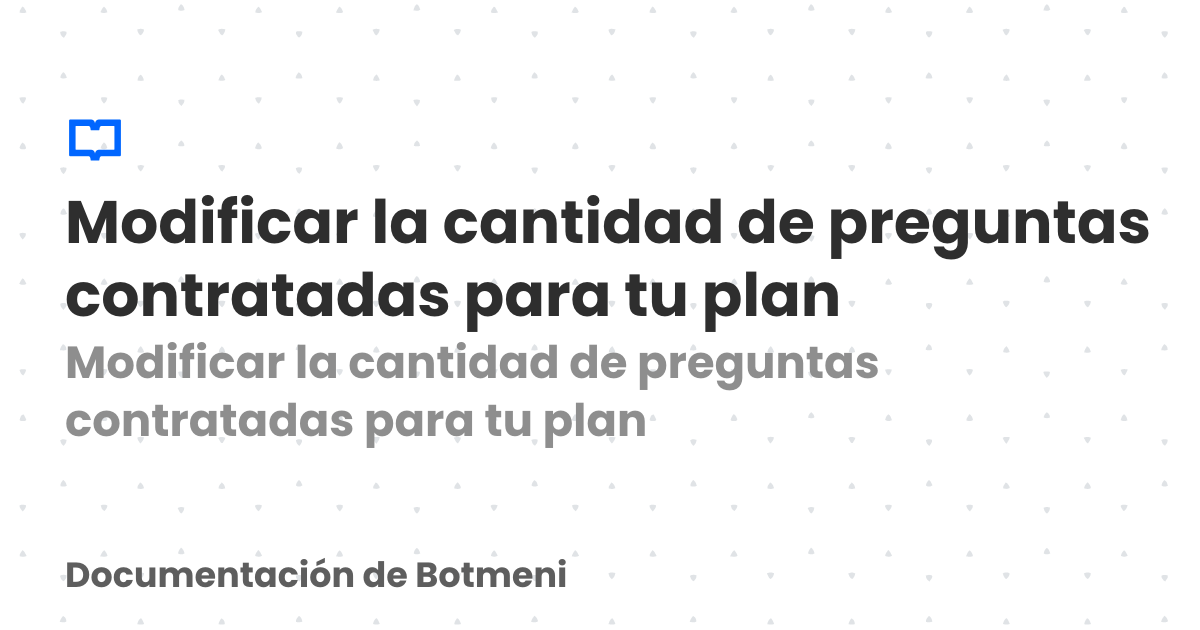 Modificar la cantidad de preguntas
contratadas para tu plan
Modificar la cantidad de preguntas
contratadas para tu plan
Documentación de Botmeni